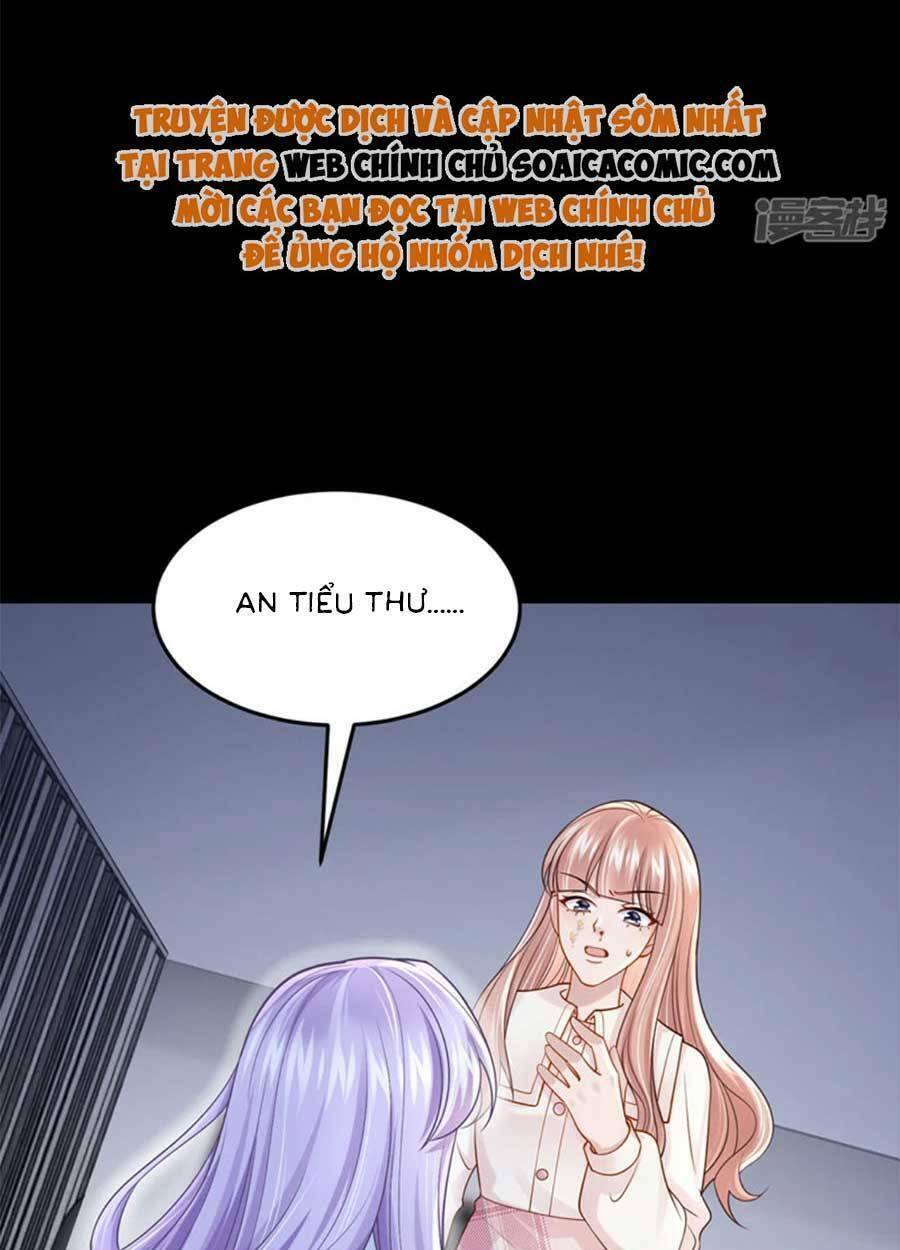 TRUYỆN ĐƯỢC DỊCH VÀ CẬP NHẬT SỚM NHẤT
TẠI TRANG WEB CHÍNH CHỦ SOAICACOMIC.COM
MỜI CÁC BẠN ĐỌC TẠI WEB CHÍNH CHỦ
ĐỂ ỦNG HỘ NHÓM DỊCH NHÉ!
漫客栈
AN TIỂU THƯ......